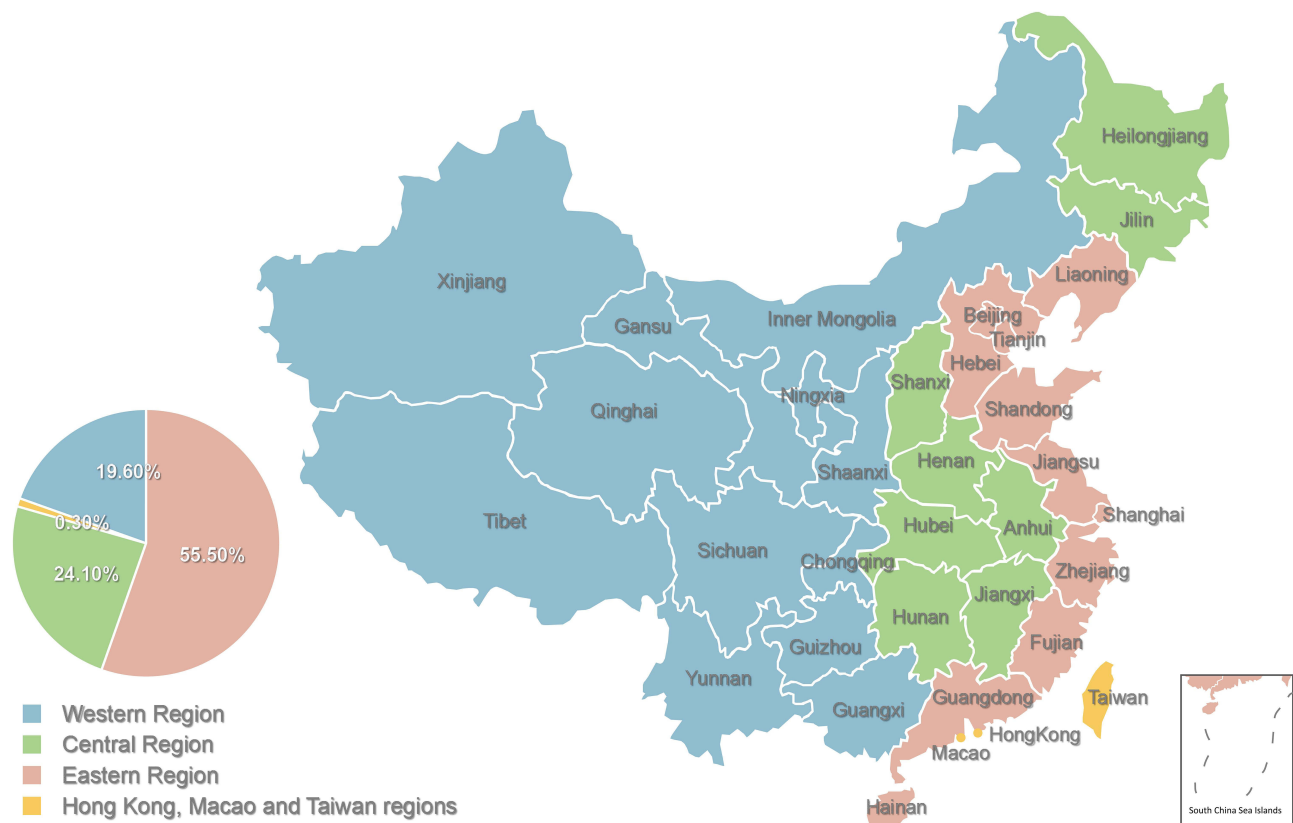 Heilongjiang
Jilin
Liaoning
Xinjiang
Inner Mongolia
Gansu
Beijing
Tianjin
Hebei
Shanxi
Ningxia
Qinghai
Shandong
Jiangsu
Henan
Shaanxi
Shanghai
Tibet
Hubei
Anhui
Sichuan
Chongqing
Zhejiang
Jiangxi
Hunan
Guizhou
Fujian
Yunnan
Guangxi
Guangdong
Taiwan
HongKong
Macao
Hainan
19.60%
0.30%
55.50%
24.10%
Western Region
Central Region
Eastern Region
Hong Kong, Macao and Taiwan regions
South China Sea Islands